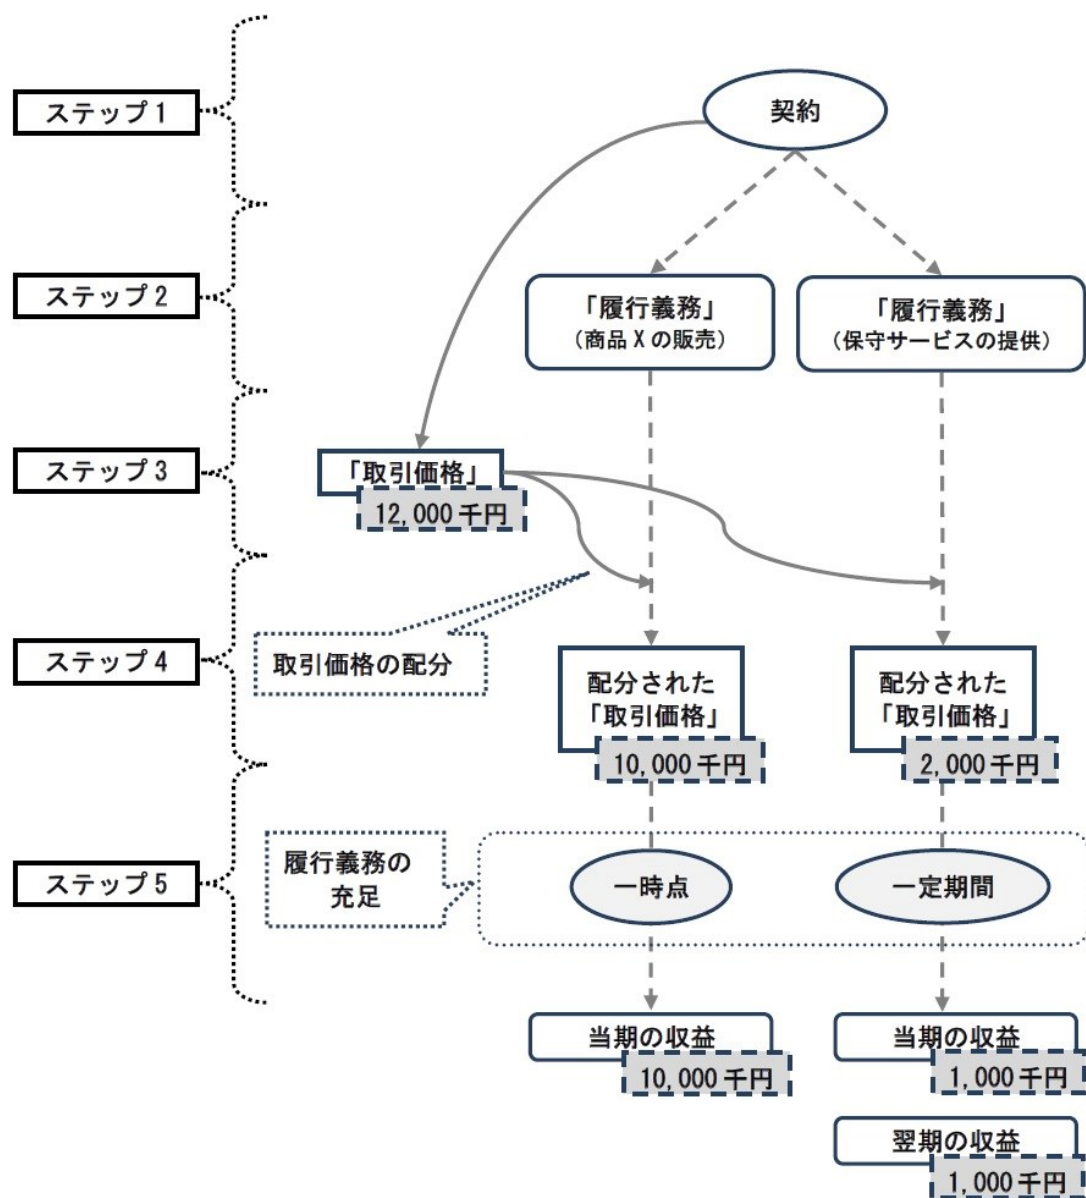 ステップ1
契約
ステップ2
「履行義務」
(商品Xの販売)
「履行義務」
(保守サービスの提供)
ステップ3
「取引価格」
12,000千円
ステップ4
取引価格の配分
配分された
「取引価格」
10,000千円
配分された
「取引価格」
2,000千円
ステップ5
履行義務の
充足
一時点
一定期間
当期の収益
10,000千円
当期の収益
1,000千円
翌期の収益
1,000千円